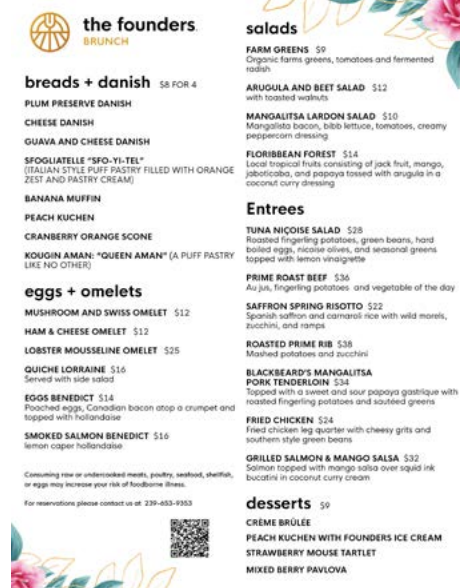 the founders.
BRUNCH
breads + danish $8 FOR 4
PLUM PRESERVE DANISH
CHEESE DANISH
GUAVA AND CHEESE DANISH
SFOGLIATELLE "SFO-YI-TEL"
(ITALIAN STYLE PUFF PASTRY FILLED WITH ORANGE
ZEST AND PASTRY CREAM)
BANANA MUFFIN
PEACH KUCHEN
CRANBERRY ORANGE SCONE
KOUGIN AMAN: "QUEEN AMAN" (A PUFF PASTRY
LIKE NO OTHER)
eggs + omelets
MUSHROOM AND SWISS OMELET $12
HAM & CHEESE OMELET $12
LOBSTER MOUSSELINE OMELET $25
QUICHE LORRAINE $16
Served with side salad
EGGS BENEDICT $14
Poached eggs, Canadian bacon atop a crumpet and
topped with hollandaise
SMOKED SALMON BENEDICT $16
lemon caper hollandaise
Consuming raw or undercooked meats, poultry, seafood, shellfish,
or eggs may increase your risk of foodborne illness.
For reservations please contact us at 239-653-9353
salads
FARM GREENS $9
Organic farms greens, tomatoes and fermented
radish
ARUGULA AND BEET SALAD $12
with toasted walnuts
MANGALITSA LARDON SALAD $10
Mangalista bacon, bibb lettuce, tomatoes, creamy
peppercorn dressing
FLORIBBEAN FOREST $14
Local tropical fruits consisting of jack fruit, mango,
jaboticaba, and papaya tossed with arugula in a
coconut curry dressing
Entrees
TUNA NIÇOISE SALAD $28
Roasted fingerling potatoes, green beans, hard
boiled eggs, nicoise olives, and seasonal greens
topped with lemon vinaigrette
PRIME ROAST BEEF $36
Au jus, fingerling potatoes and vegetable of the day
SAFFRON SPRING RISOTTO $22
Spanish saffron and carnaroli rice with wild morels,
zucchini, and ramps
ROASTED PRIME RIB $38
Mashed potatoes and zucchini
BLACKBEARD'S MANGALITSA
PORK TENDERLOIN $34
Topped with a sweet and sour papaya gastrique with
roasted fingerling potatoes and sautéed greens
FRIED CHICKEN $24
Fried chicken leg quarter with cheesy grits and
southern style green beans
GRILLED SALMON & MANGO SALSA $32
Salmon topped with mango salsa over squid ink
bucatini in coconut curry cream
desserts $9
CRÈME BRÛLÉE
PEACH KUCHEN WITH FOUNDERS ICE CREAM
STRAWBERRY MOUSE TARTLET
MIXED BERRY PAVLOVA